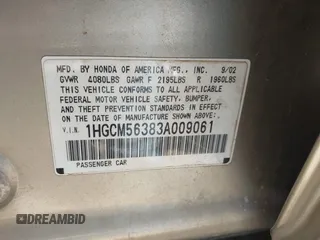 MFD. BY HONDA OF AMERICA MFG., INC. 9/02
GVWR 4080LBS GAWR F 2195LBS R 1960LBS
THIS VEHICLE CONFORMS TO ALL APPLICABLE
FEDERAL MOTOR VEHICLE SAFETY, BUMPER,
AND THEFT PREVENTION STANDARDS IN EFFECT
ON THE DATE OF MANUFACTURE SHOWN ABOVE.
V.I.N. 1HGCM56383A009061
PASSENGER CAR
DREAMBID